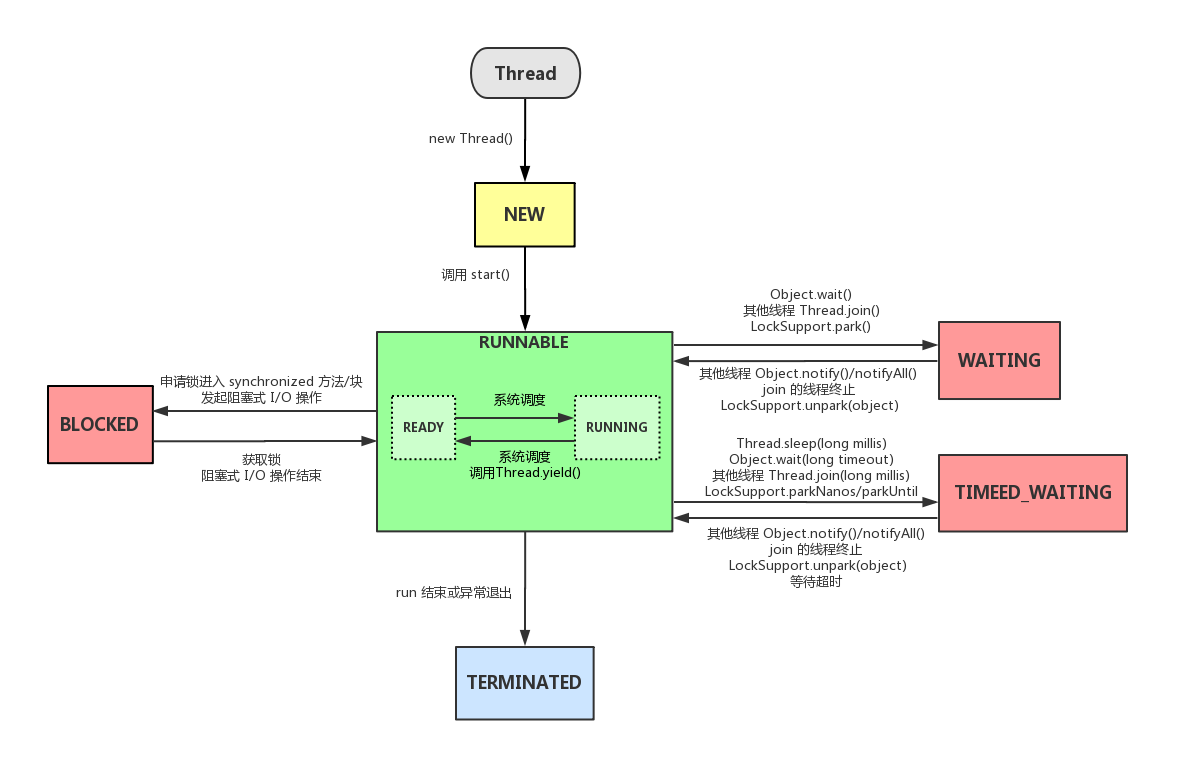 Thread
new Thread()
NEW
调用 start()
Object.wait()
其他线程 Thread.join()
LockSupport.park()
RUNNABLE
WAITING
其他线程 Object.notify()/notifyAll()
join 的线程终止
LockSupport.unpark(object)
申请锁进入 synchronized 方法/块
发起阻塞式 I/O 操作
BLOCKED
获取锁
阻塞式 I/O 操作结束
系统调度
READY
RUNNING
系统调度
调用Thread.yield()
Thread.sleep(long millis)
Object.wait(long timeout)
其他线程 Thread.join(long millis)
LockSupport.parkNanos/parkUntil
TIMEED_WAITING
其他线程 Object.notify()/notifyAll()
join 的线程终止
LockSupport.unpark(object)
等待超时
run 结束或异常退出
TERMINATED